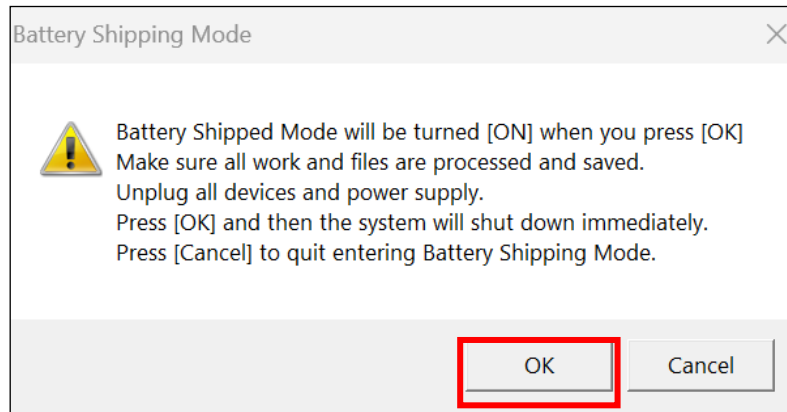 Battery Shipping Mode
Battery Shipped Mode will be turned [ON] when you press [OK]
Make sure all work and files are processed and saved.
Unplug all devices and power supply.
Press [OK] and then the system will shut down immediately.
Press [Cancel] to quit entering Battery Shipping Mode.
OK
Cancel